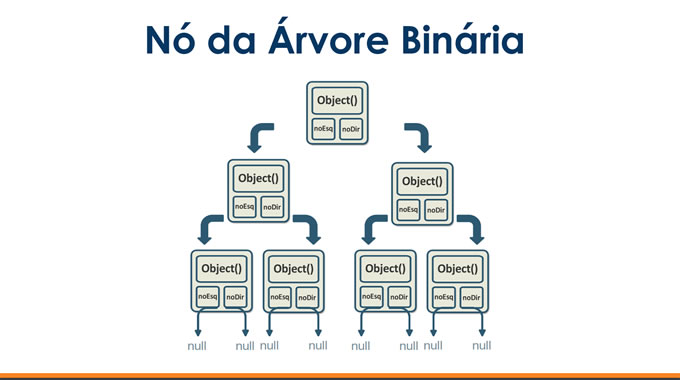 Nó da Árvore Binária
Object()
noEsq noDir
Object() Object()
noEsq noDir noEsq noDir
Object() Object() Object() Object()
noEsq noDir noEsq noDir noEsq noDir noEsq noDir
null null null null null null null null